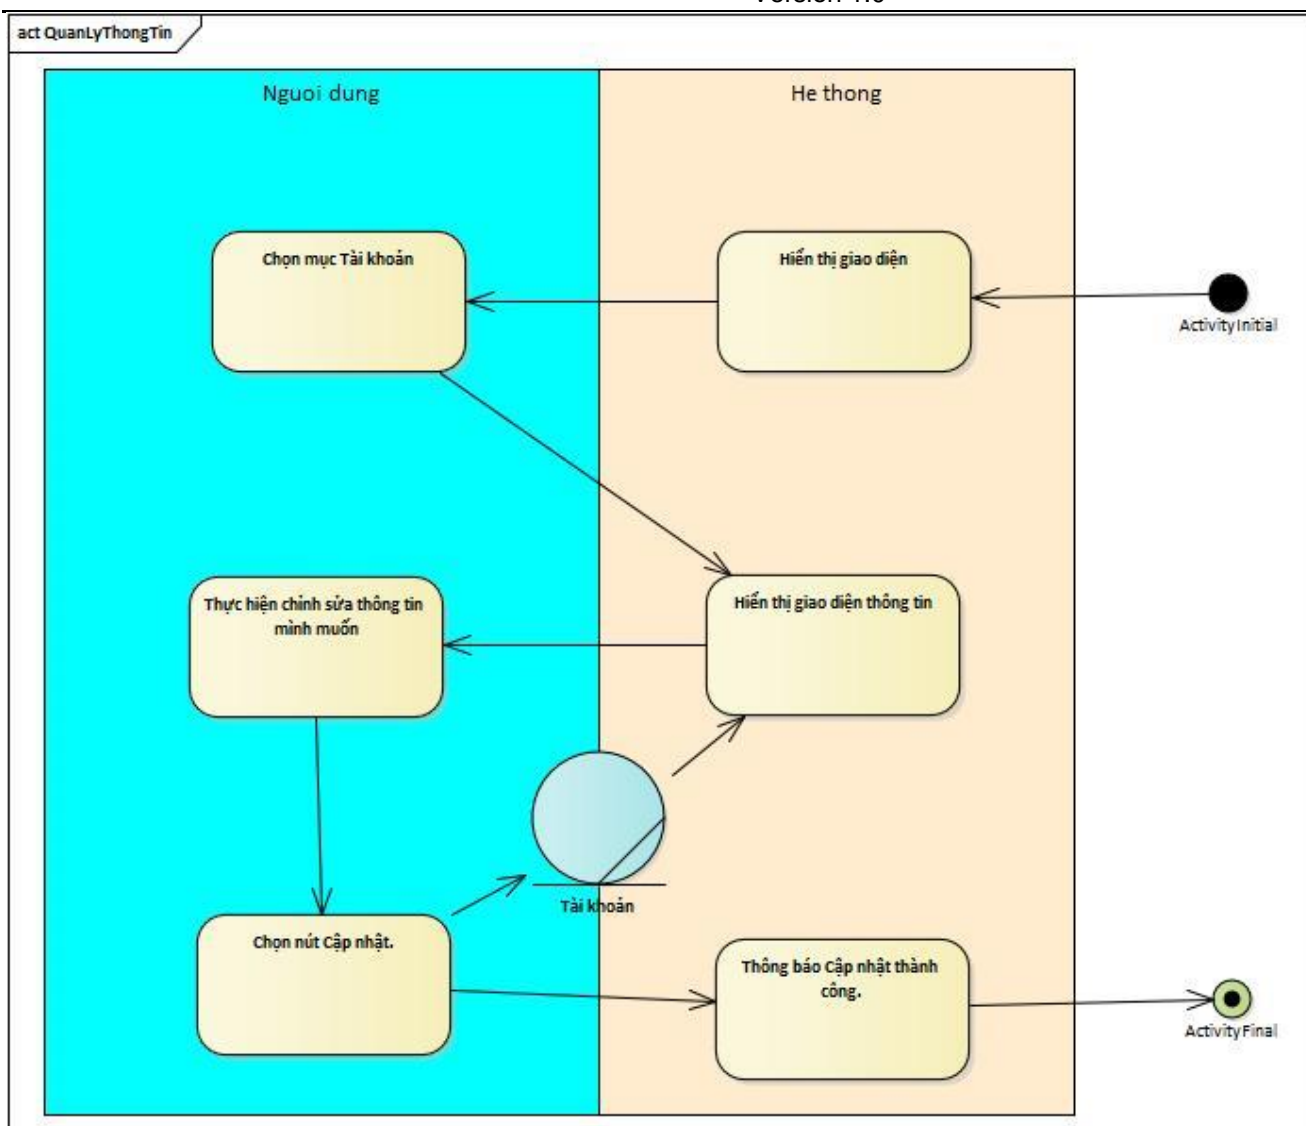 Version 1.0
act QuanLyThongTin
Nguoi dung
He thong
Chọn mục Tài khoản
Hiển thị giao diện
ActivityInitial
Thực hiện chỉnh sửa thông tin
mình muốn
Hiển thị giao diện thông tin
Tài khoản
Chọn nút Cập nhật.
Thông báo Cập nhật thành
công.
ActivityFinal